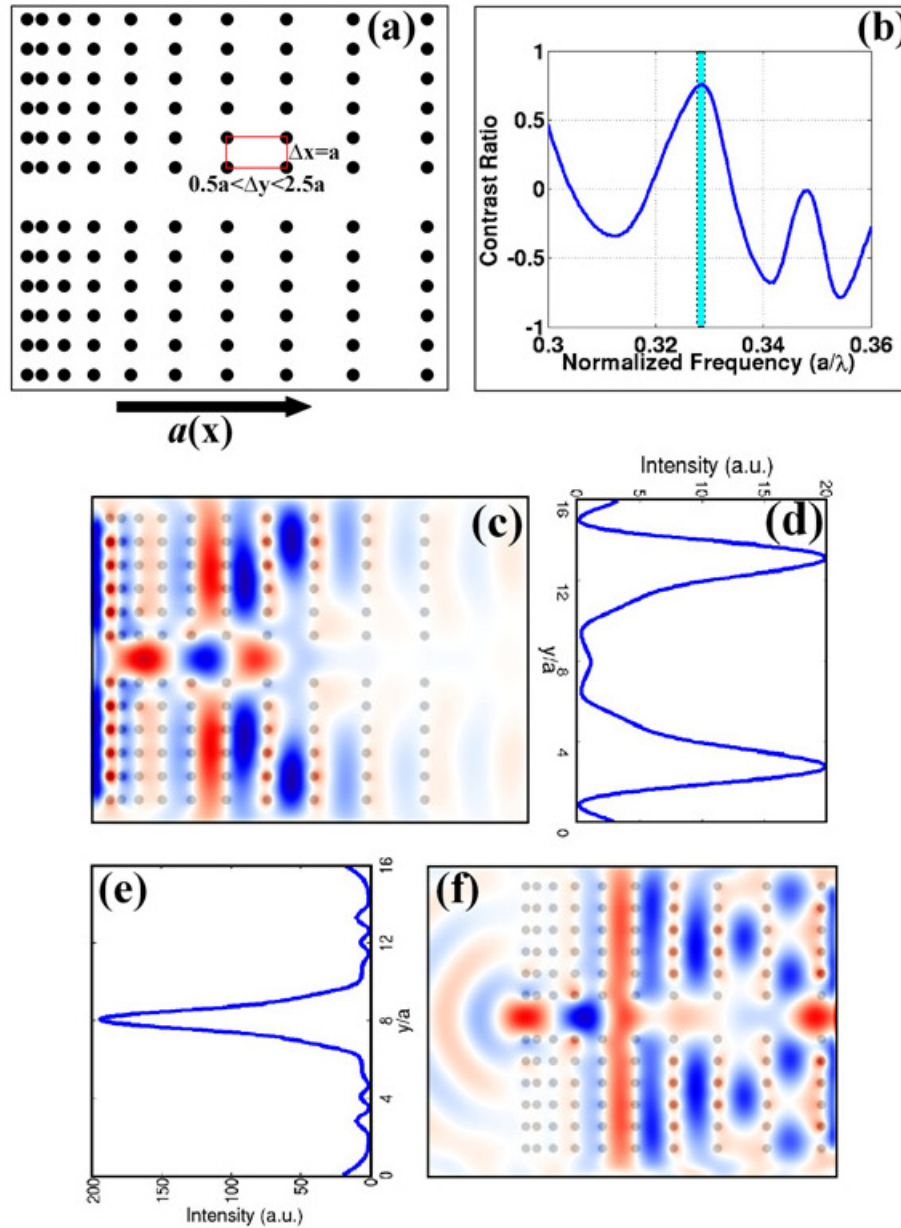 (a)
Δx=a
0.5a<Δy<2.5a
a(x)
(b)
Contrast Ratio
1
0.5
0
-0.5
-1
0.3
0.32
0.34
0.36
Normalized Frequency (a/λ)
(c)
Intensity (a.u.)
0
5
10
15
20
(d)
16
12
8
4
0
y/a
(e)
16
12
8
4
0
y/a
200
150
100
50
0
Intensity (a.u.)
(f)